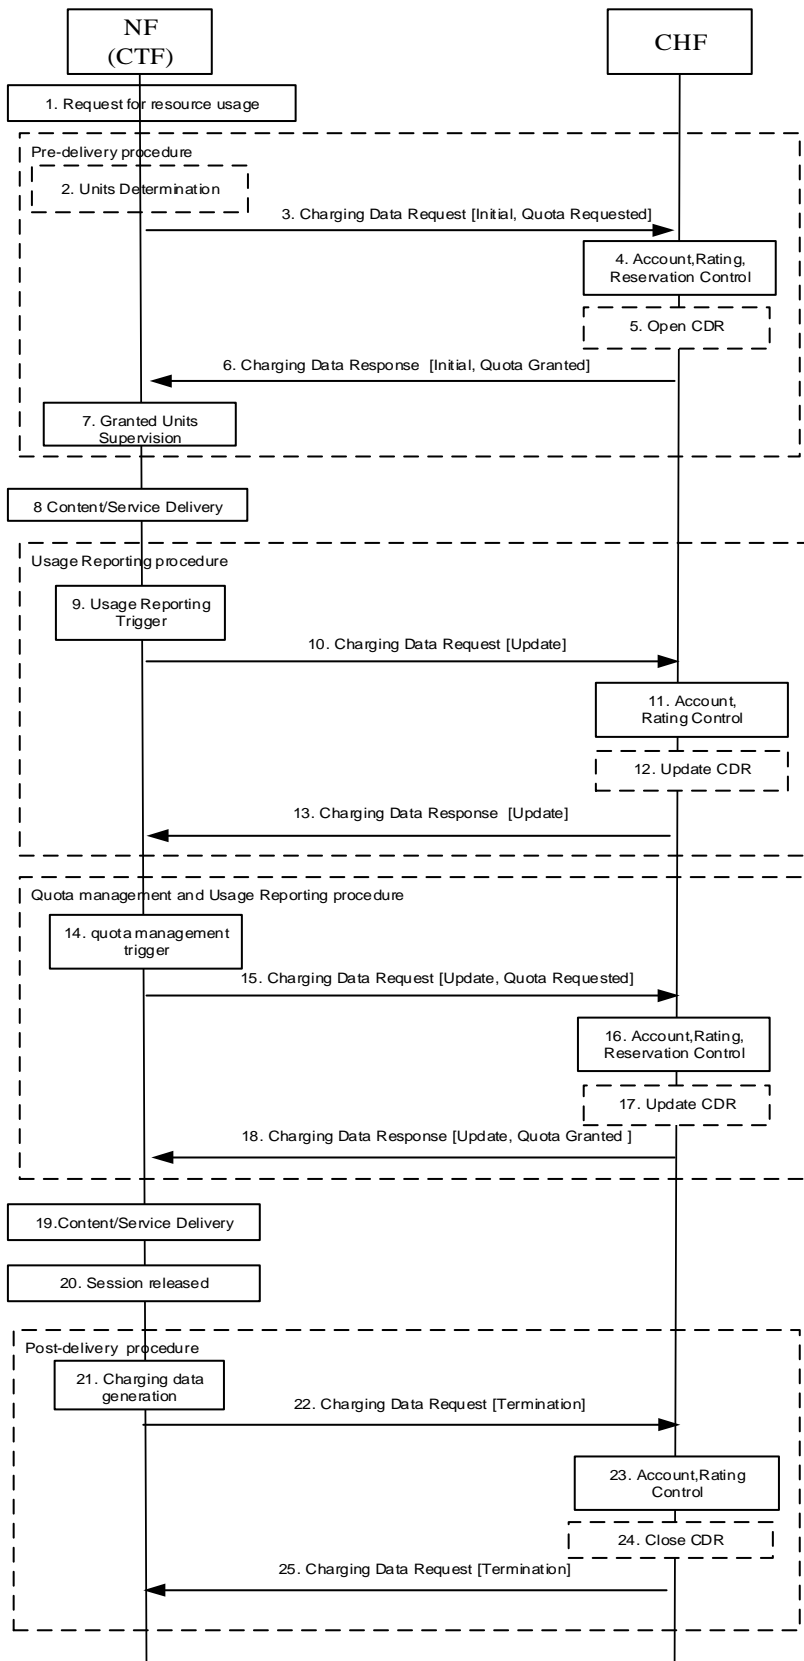 NF
(CTF)
CHF
1. Request for resource usage
Pre-delivery procedure
2. Units Determination
3. Charging Data Request [Initial, Quota Requested]
4. Account,Rating,
Reservation Control
5. Open CDR
6. Charging Data Response [Initial, Quota Granted]
7. Granted Units
Supervision
8 Content/Service Delivery
Usage Reporting procedure
9. Usage Reporting
Trigger
10. Charging Data Request [Update]
11. Account,
Rating Control
12. Update CDR
13. Charging Data Response [Update]
Quota management and Usage Reporting procedure
14. quota management
trigger
15. Charging Data Request [Update, Quota Requested]
16. Account,Rating,
Reservation Control
17. Update CDR
18. Charging Data Response [Update, Quota Granted ]
19.Content/Service Delivery
20. Session released
Post-delivery procedure
21. Charging data
generation
22. Charging Data Request [Termination]
23. Account,Rating
Control
24. Close CDR
25. Charging Data Request [Termination]